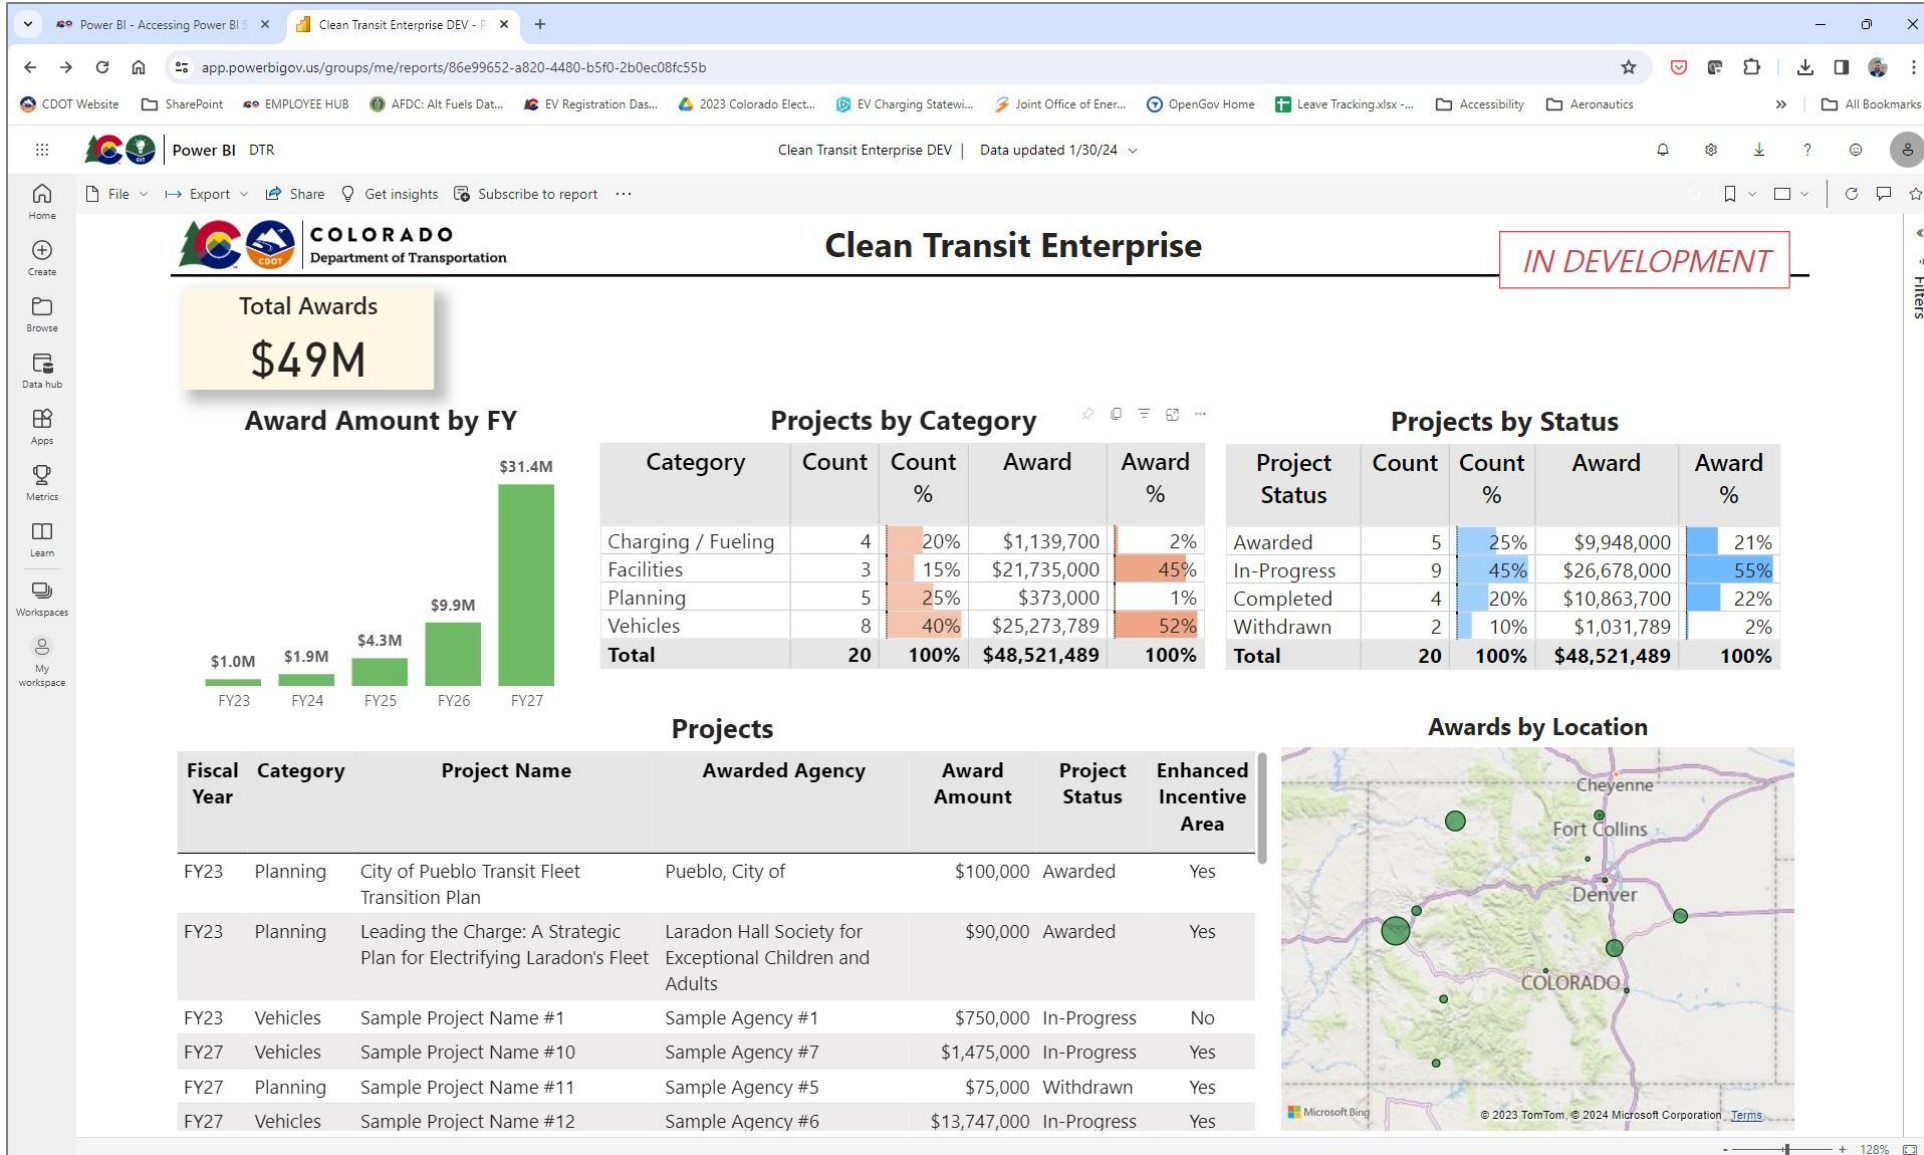 Power BI - Accessing Power BI S
Clean Transit Enterprise DEV - P
app.powerbigov.us/groups/me/reports/86e99652-a820-4480-b5f0-2b0ec08fc55b
CDOT Website SharePoint EMPLOYEE HUB AFDC: Alt Fuels Dat... EV Registration Das... 2023 Colorado Elect... EV Charging Statewi... Joint Office of Ener... OpenGov Home Leave Tracking.xlsx -... Accessibility Aeronautics » All Bookmarks
Power BI DTR Clean Transit Enterprise DEV | Data updated 1/30/24
File Export Share Get insights Subscribe to report ...
Home
Create
Browse
Data hub
Apps
Metrics
Learn
Workspaces
My
workspace
CDOT
COLORADO
Department of Transportation
Clean Transit Enterprise
IN DEVELOPMENT
Filters
Total Awards
$49M
Award Amount by FY
$1.0M $1.9M $4.3M $9.9M $31.4M
FY23 FY24 FY25 FY26 FY27
Projects by Category
Category Count Count % Award Award %
Charging / Fueling 4 20% $1,139,700 2%
Facilities 3 15% $21,735,000 45%
Planning 5 25% $373,000 1%
Vehicles 8 40% $25,273,789 52%
Total 20 100% $48,521,489 100%
Projects by Status
Project Status Count Count % Award Award %
Awarded 5 25% $9,948,000 21%
In-Progress 9 45% $26,678,000 55%
Completed 4 20% $10,863,700 22%
Withdrawn 2 10% $1,031,789 2%
Total 20 100% $48,521,489 100%
Projects
Fiscal Year Category Project Name Awarded Agency Award Amount Project Status Enhanced Incentive Area
FY23 Planning City of Pueblo Transit Fleet Transition Plan Pueblo, City of $100,000 Awarded Yes
FY23 Planning Leading the Charge: A Strategic Plan for Electrifying Laradon's Fleet Laradon Hall Society for Exceptional Children and Adults $90,000 Awarded Yes
FY23 Vehicles Sample Project Name #1 Sample Agency #1 $750,000 In-Progress No
FY27 Vehicles Sample Project Name #10 Sample Agency #7 $1,475,000 In-Progress Yes
FY27 Planning Sample Project Name #11 Sample Agency #5 $75,000 Withdrawn Yes
FY27 Vehicles Sample Project Name #12 Sample Agency #6 $13,747,000 In-Progress Yes
Awards by Location
Cheyenne
Fort Collins
Denver
COLORADO
Microsoft Bing
© 2023 TomTom, © 2024 Microsoft Corporation Terms
- + 128%